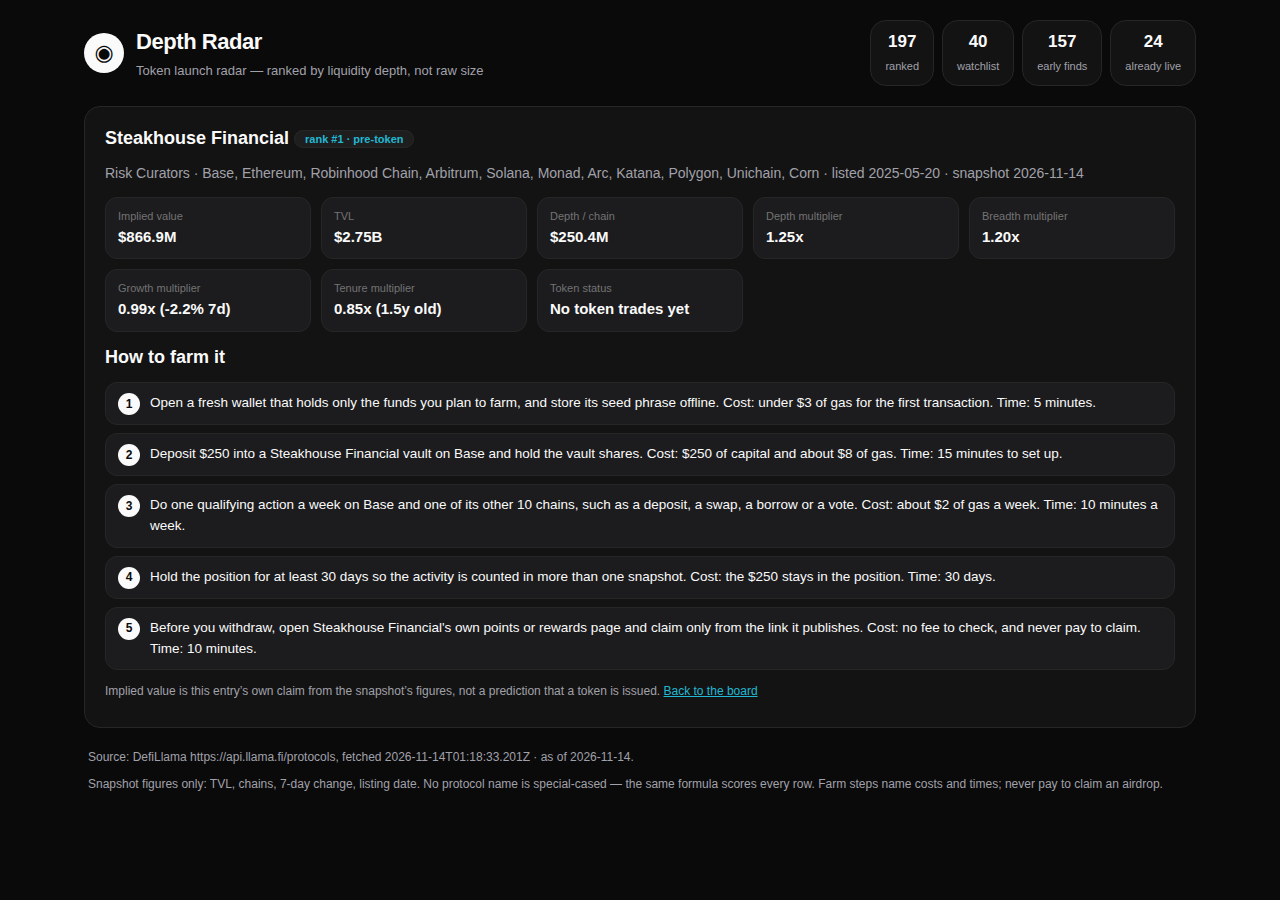 Depth Radar
Token launch radar — ranked by liquidity depth, not raw size
197
ranked
40
watchlist
157
early finds
24
already live
Steakhouse Financial rank #1 · pre-token
Risk Curators · Base, Ethereum, Robinhood Chain, Arbitrum, Solana, Monad, Arc, Katana, Polygon, Unichain, Corn · listed 2025-05-20 · snapshot 2026-11-14
Implied value
$866.9M
TVL
$2.75B
Depth / chain
$250.4M
Depth multiplier
1.25x
Breadth multiplier
1.20x
Growth multiplier
0.99x (-2.2% 7d)
Tenure multiplier
0.85x (1.5y old)
Token status
No token trades yet
How to farm it
1 Open a fresh wallet that holds only the funds you plan to farm, and store its seed phrase offline. Cost: under $3 of gas for the first transaction. Time: 5 minutes.
2 Deposit $250 into a Steakhouse Financial vault on Base and hold the vault shares. Cost: $250 of capital and about $8 of gas. Time: 15 minutes to set up.
3 Do one qualifying action a week on Base and one of its other 10 chains, such as a deposit, a swap, a borrow or a vote. Cost: about $2 of gas a week. Time: 10 minutes a
week.
4 Hold the position for at least 30 days so the activity is counted in more than one snapshot. Cost: the $250 stays in the position. Time: 30 days.
5 Before you withdraw, open Steakhouse Financial's own points or rewards page and claim only from the link it publishes. Cost: no fee to check, and never pay to claim.
Time: 10 minutes.
Implied value is this entry's own claim from the snapshot's figures, not a prediction that a token is issued. Back to the board
Source: DefiLlama https://api.llama.fi/protocols, fetched 2026-11-14T01:18:33.201Z · as of 2026-11-14.
Snapshot figures only: TVL, chains, 7-day change, listing date. No protocol name is special-cased — the same formula scores every row. Farm steps name costs and times; never pay to claim an airdrop.